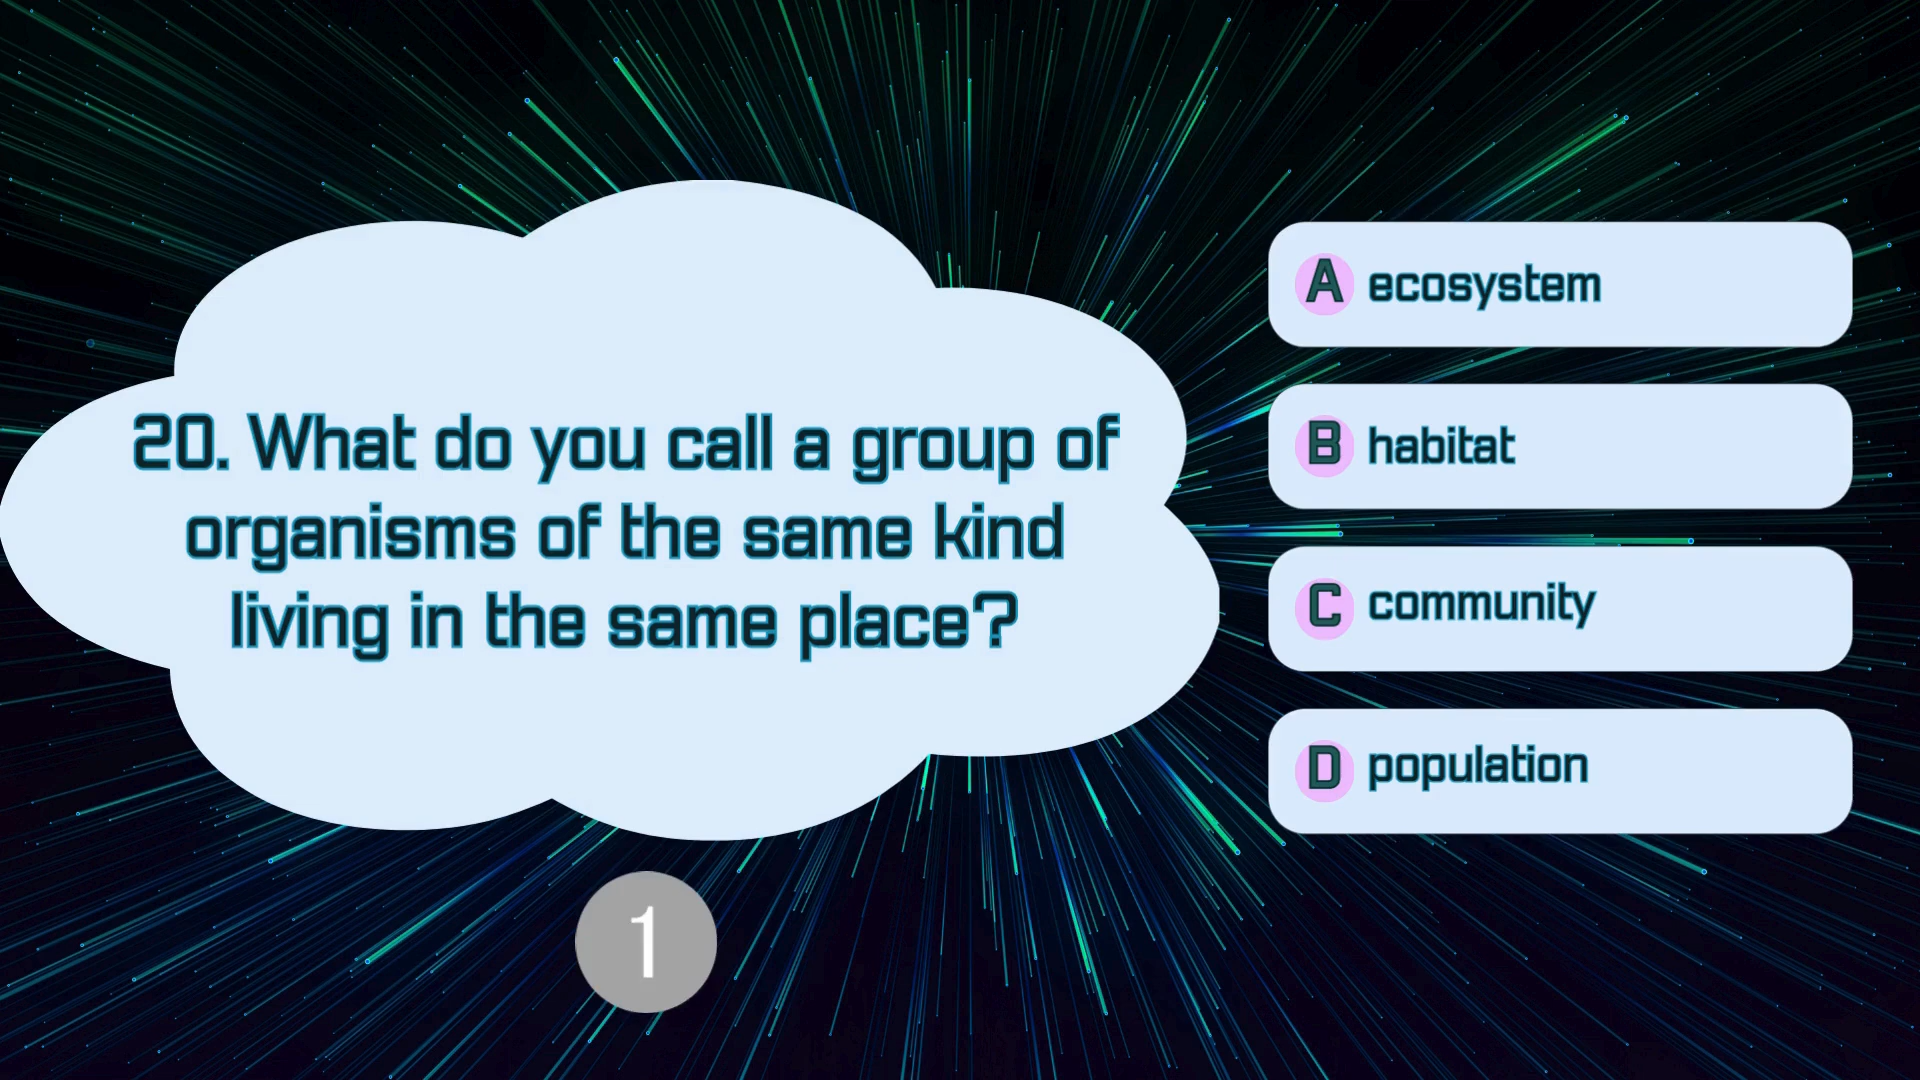 20. What do you call a group of
organisms of the same kind
living in the same place?
A ecosystem
B habitat
C community
D population
1